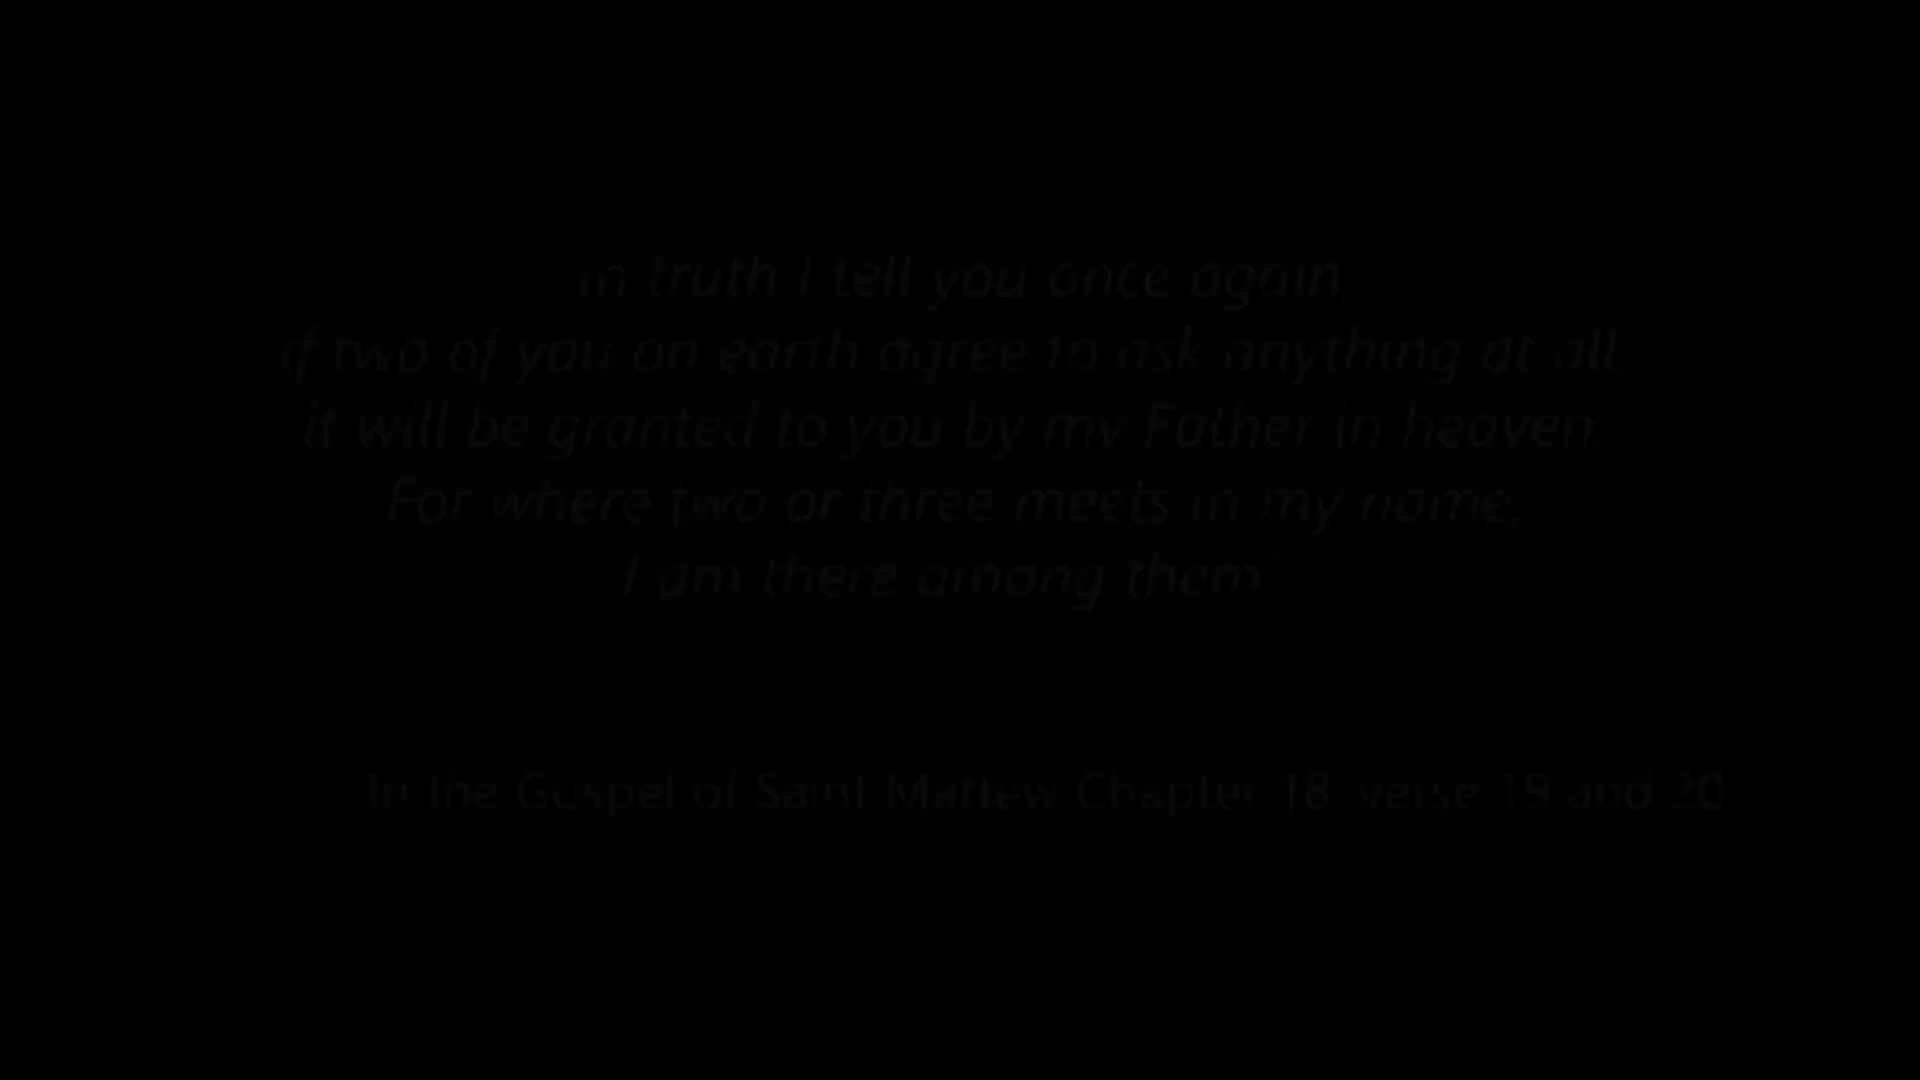 in truth I tell you once again
if two of you on earth agree to ask anything at all
it will be granted to you by my Father in heaven.
For where two or three meets in my name,
I am there among them'
In the Gospel of Saint Mattew Chapter 18 verse 19 and 20